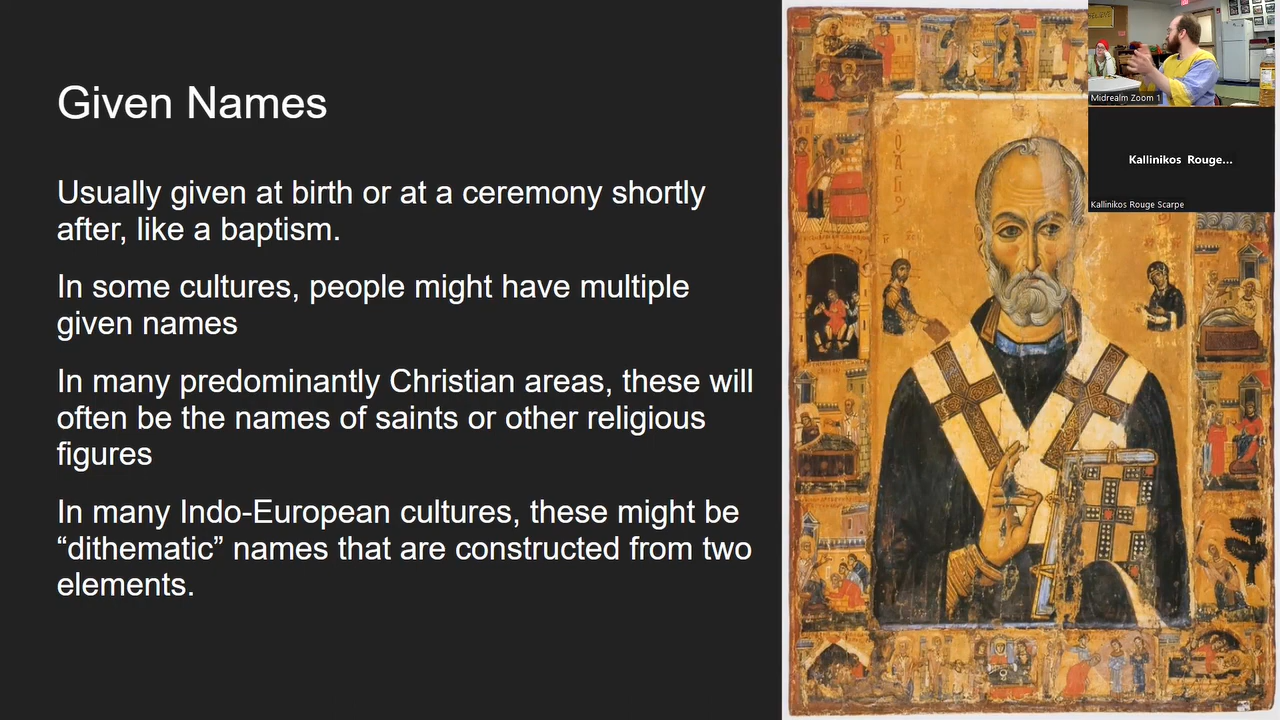 Given Names
Usually given at birth or at a ceremony shortly
after, like a baptism.
In some cultures, people might have multiple
given names
In many predominantly Christian areas, these will
often be the names of saints or other religious
figures
In many Indo-European cultures, these might be
“dithematic” names that are constructed from two
elements.
Midrealm Zoom 1
Kallinikos Rouge...
Kallinikos Rouge Scarpe